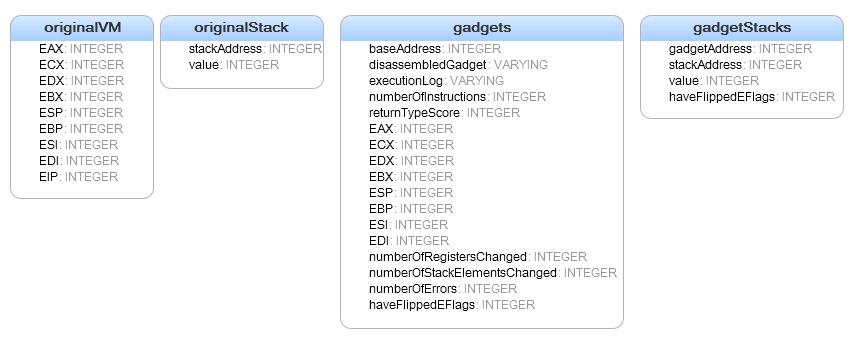 originalVM
EAX: INTEGER
ECX: INTEGER
EDX: INTEGER
EBX: INTEGER
ESP: INTEGER
EBP: INTEGER
ESI: INTEGER
EDI: INTEGER
EIP: INTEGER
originalStack
stackAddress: INTEGER
value: INTEGER
gadgets
baseAddress: INTEGER
disassembledGadget: VARYING
executionLog: VARYING
numberOfInstructions: INTEGER
returnTypeScore: INTEGER
EAX: INTEGER
ECX: INTEGER
EDX: INTEGER
EBX: INTEGER
ESP: INTEGER
EBP: INTEGER
ESI: INTEGER
EDI: INTEGER
numberOfRegistersChanged: INTEGER
numberOfStackElementsChanged: INTEGER
numberOfErrors: INTEGER
haveFlippedEFlags: INTEGER
gadgetStacks
gadgetAddress: INTEGER
stackAddress: INTEGER
value: INTEGER
haveFlippedEFlags: INTEGER